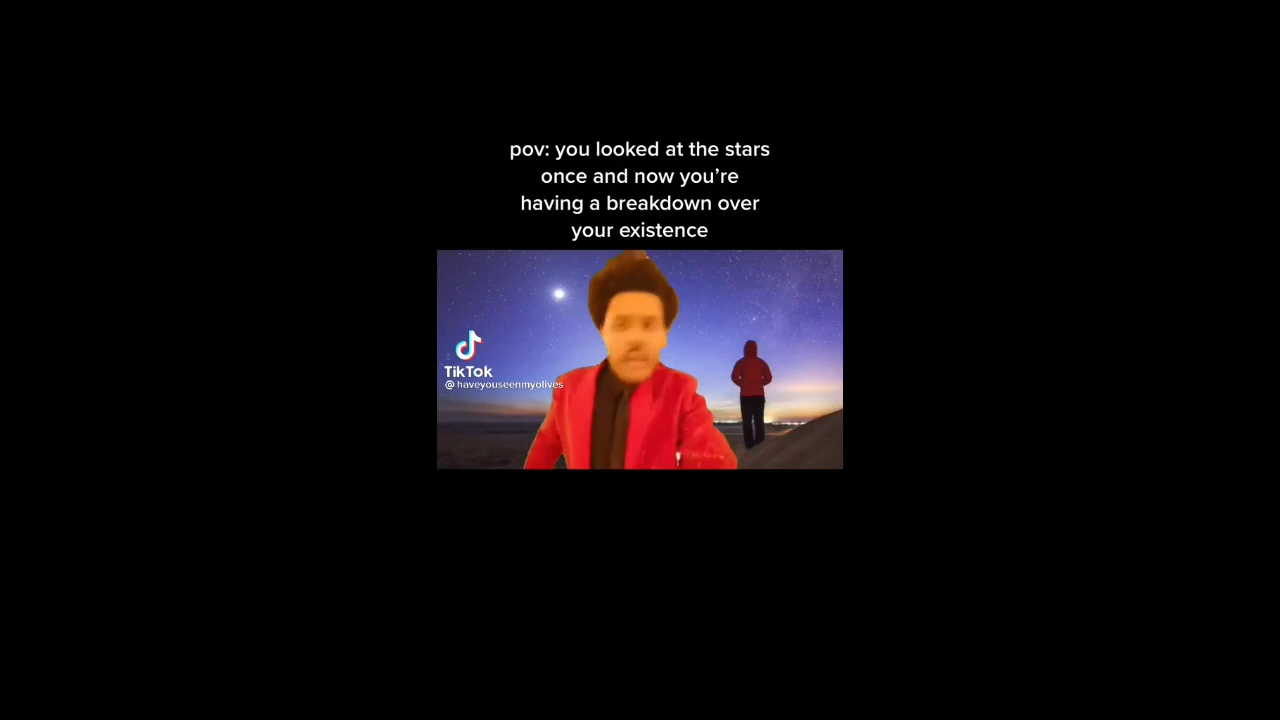 pov: you looked at the stars
once and now you’re
having a breakdown over
your existence
TikTok
@ haveyouseenmyolives